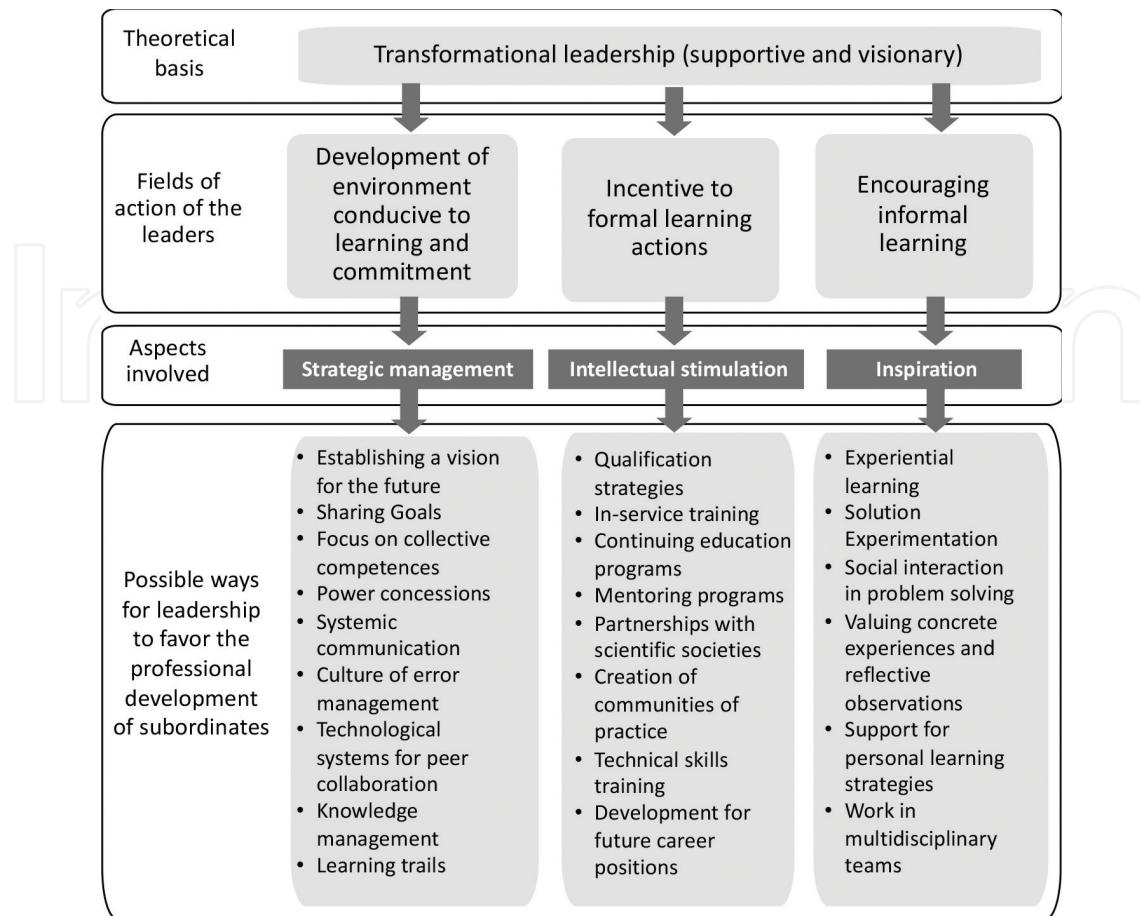 Theoretical
basis
Transformational leadership (supportive and visionary)
Fields of
action of the
leaders
Development of
environment
conducive to
learning and
commitment
Incentive to
formal learning
actions
Encouraging
informal
learning
Aspects
involved
Strategic management
Intellectual stimulation
Inspiration
Possible ways
for leadership
to favor the
professional
development
of subordinates
• Establishing a vision
for the future
• Sharing Goals
• Focus on collective
competences
• Power concessions
• Systemic
communication
• Culture of error
management
• Technological
systems for peer
collaboration
• Knowledge
management
• Learning trails
• Qualification
strategies
• In-service training
• Continuing education
programs
• Mentoring programs
• Partnerships with
scientific societies
• Creation of
communities of
practice
• Technical skills
training
• Development for
future career
positions
• Experiential
learning
• Solution
Experimentation
• Social interaction
in problem solving
• Valuing concrete
experiences and
reflective
observations
• Support for
personal learning
strategies
• Work in
multidisciplinary
teams